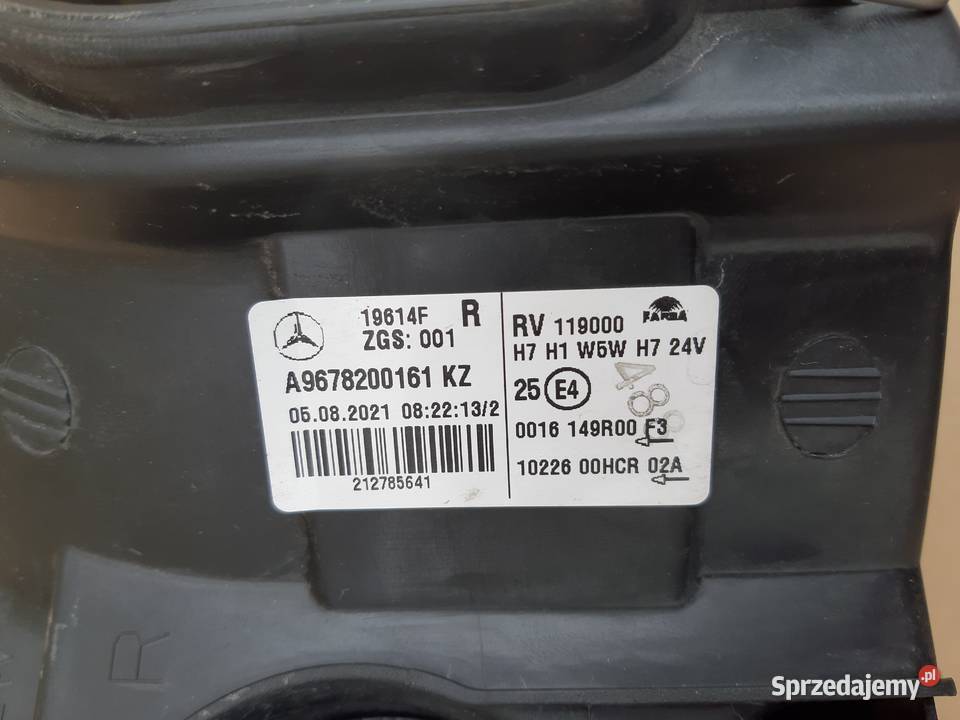 19614F R
ZGS: 001
A9678200161 KZ
05.08.2021 08:22:13/2
212785641
RV 119000
FARBA
H7 H1 W5W H7 24V
25 E4
48
0016 149R00 F3
10226 00HCR 02A
R
Sprzedajemy.pl